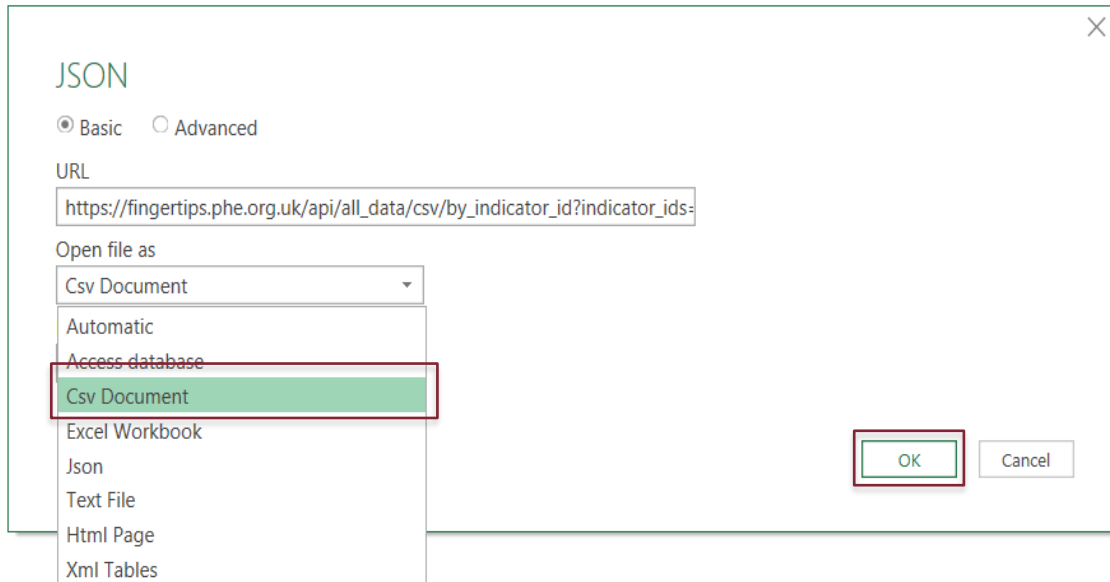 JSON
Basic Advanced
URL
https://fingertips.phe.org.uk/api/all_data/csv/by_indicator_id?indicator_ids=
Open file as
Csv Document
Automatic
Access database
Csv Document
Excel Workbook
Json
Text File
Html Page
Xml Tables
OK Cancel